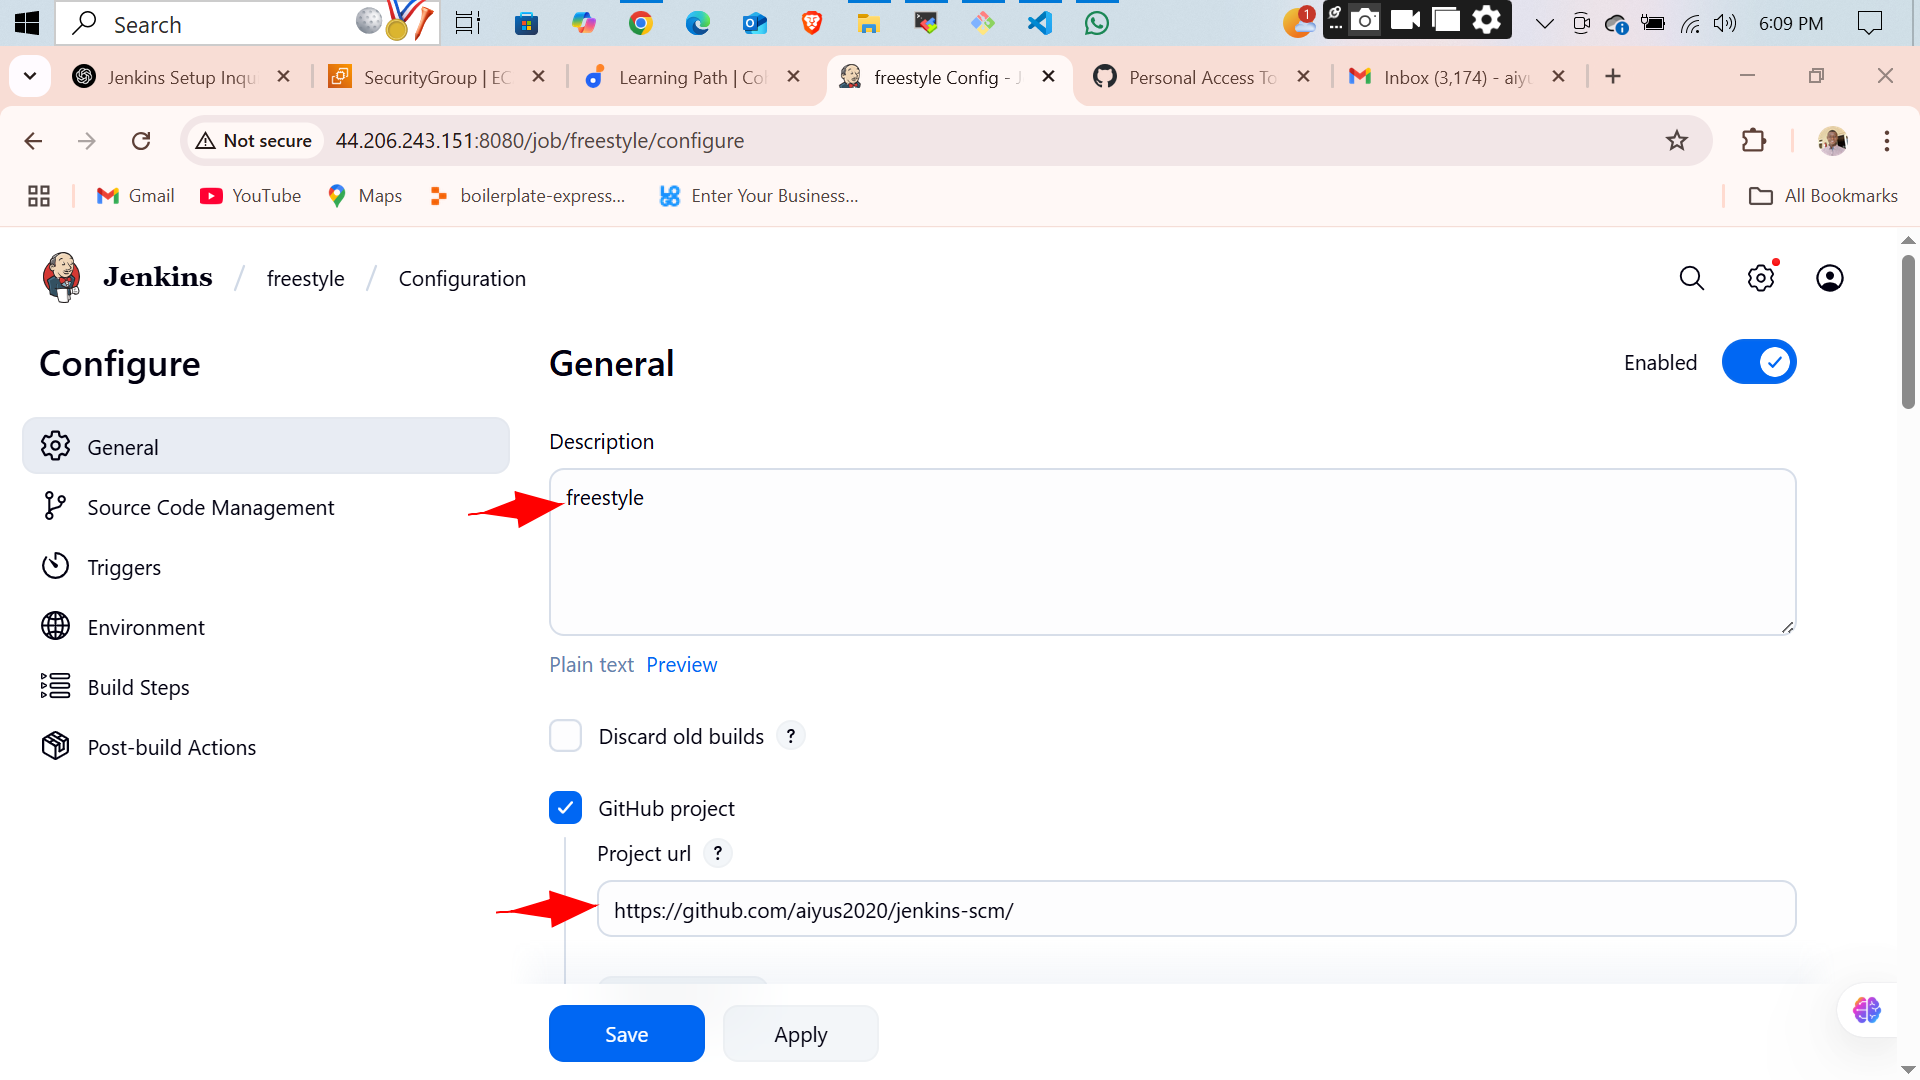 Search
1
6:09 PM
Jenkins Setup Inqu
SecurityGroup | EC
Learning Path | Col
freestyle Config - J
Personal Access To
Inbox (3,174) - aiyu
Not secure
44.206.243.151:8080/job/freestyle/configure
Gmail
YouTube
Maps
boilerplate-express...
Enter Your Business...
All Bookmarks
Jenkins / freestyle / Configuration
Configure
General
Source Code Management
Triggers
Environment
Build Steps
Post-build Actions
General
Enabled
Description
freestyle
Plain text Preview
Discard old builds ?
GitHub project
Project url ?
https://github.com/aiyus2020/jenkins-scm/
Save
Apply